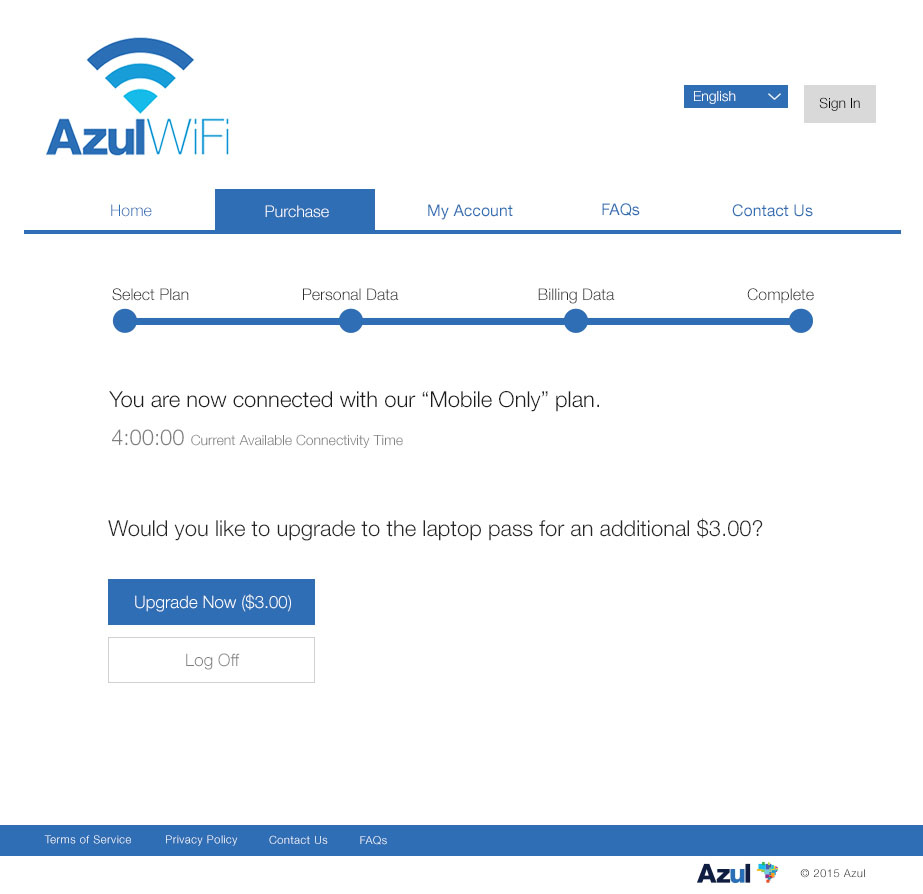 AzulWiFi
English
Sign In
Home
Purchase
My Account
FAQs
Contact Us
Select Plan
Personal Data
Billing Data
Complete
You are now connected with our “Mobile Only” plan.
4:00:00 Current Available Connectivity Time
Would you like to upgrade to the laptop pass for an additional $3.00?
Upgrade Now ($3.00)
Log Off
Terms of Service
Privacy Policy
Contact Us
FAQs
Azul
© 2015 Azul